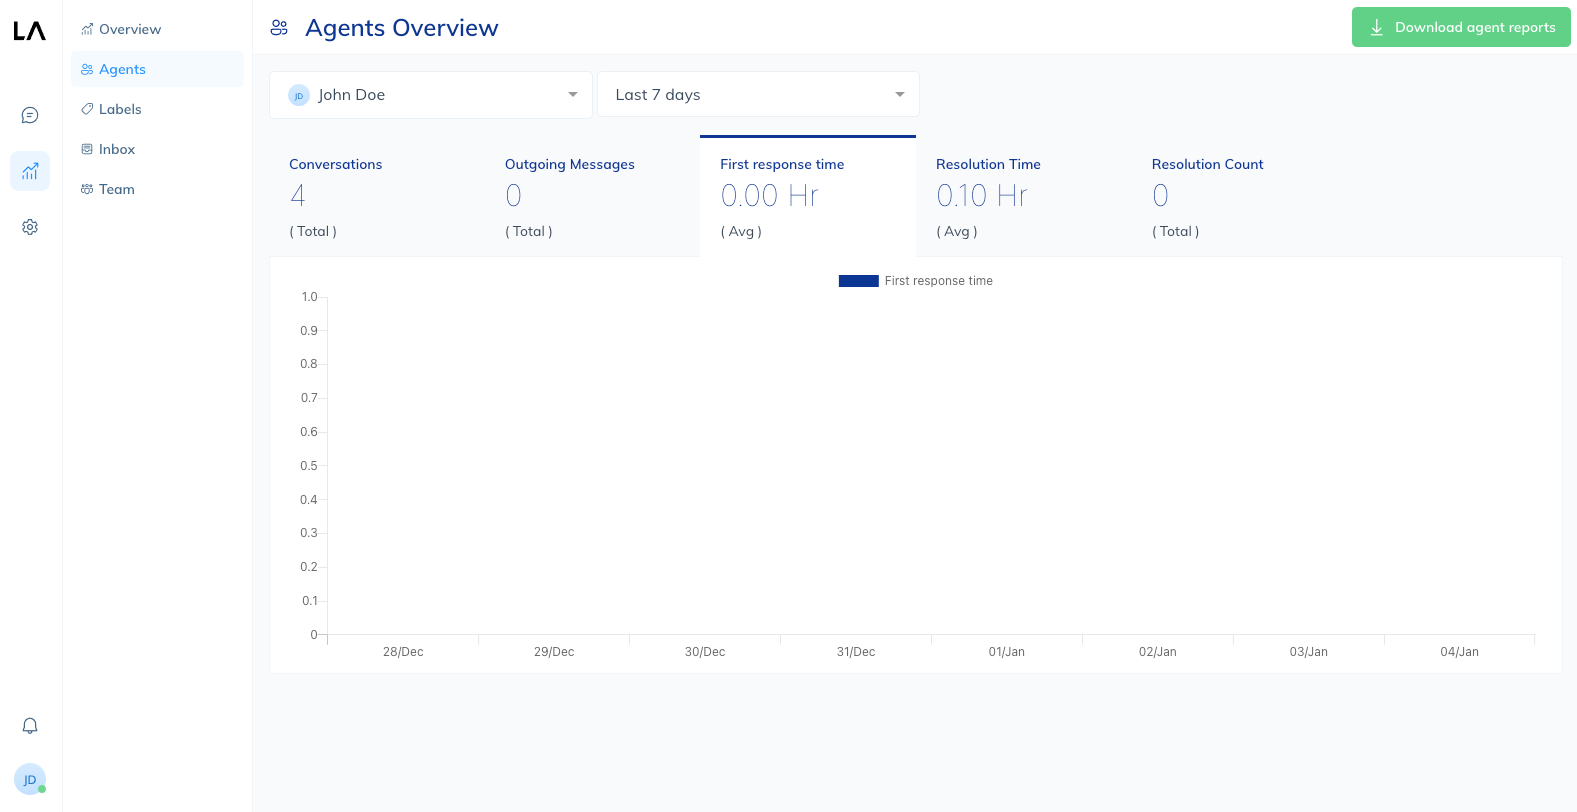 LA
Overview
Agents
Labels
Inbox
Team
Agents Overview
Download agent reports
JD John Doe
Last 7 days
Conversations
4
( Total )
Outgoing Messages
0
( Total )
First response time
0.00 Hr
( Avg )
Resolution Time
0.10 Hr
( Avg )
Resolution Count
0
( Total )
First response time
1.0
0.9
0.8
0.7
0.6
0.5
0.4
0.3
0.2
0.1
0
28/Dec 29/Dec 30/Dec 31/Dec 01/Jan 02/Jan 03/Jan 04/Jan
JD